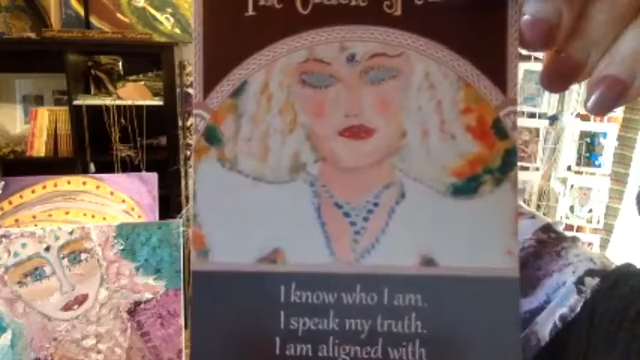 I know who I am.
I speak my truth.
I am aligned with